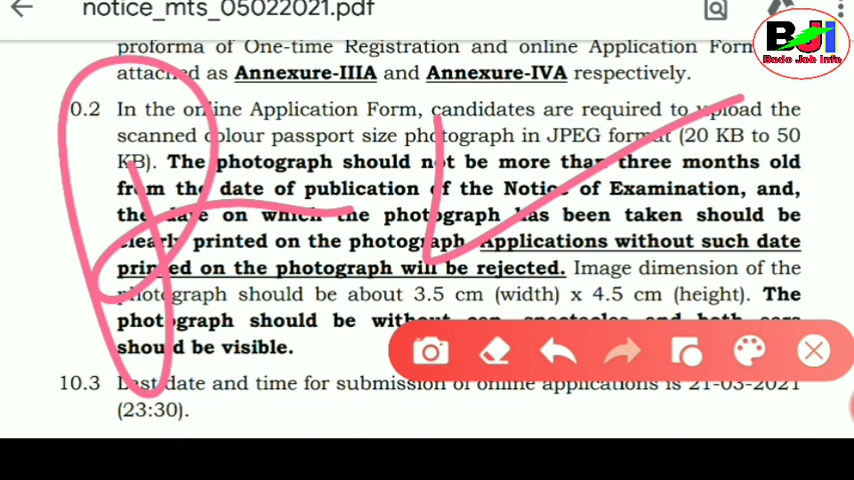 notice_mts_05022021.pdf
BJI
Bodo Job Info
proforma of One-time Registration and online Application Form
attached as Annexure-IIIA and Annexure-IVA respectively.
0.2 In the online Application Form, candidates are required to upload the
scanned colour passport size photograph in JPEG format (20 KB to 50
KB). The photograph should not be more than three months old
from the date of publication of the Notice of Examination, and,
the date on which the photograph has been taken should be
clearly printed on the photograph. Applications without such date
printed on the photograph will be rejected. Image dimension of the
photograph should be about 3.5 cm (width) x 4.5 cm (height). The
photograph should be without cap, spectacles and both ears
should be visible.
10.3 Last date and time for submission of online applications is 21-03-2021
(23:30).